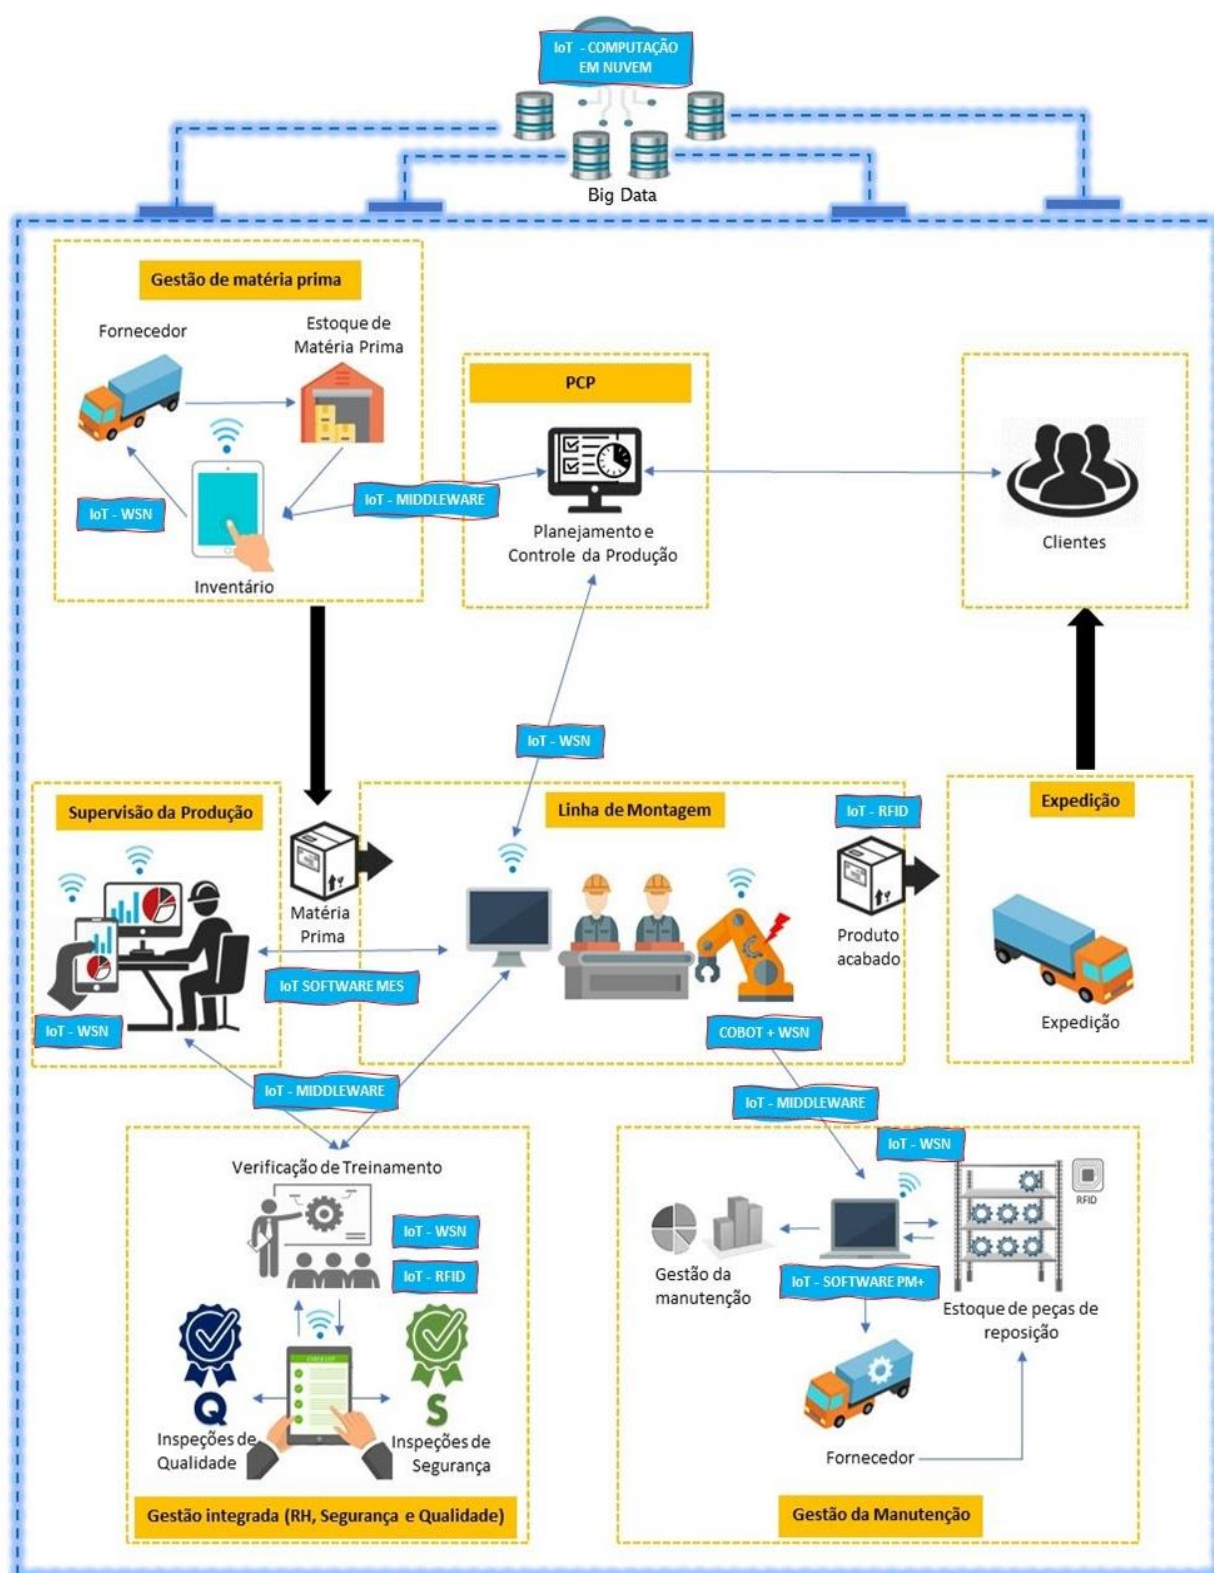 IoT - COMPUTAÇÃO
EM NUVEM
Big Data
Gestão de matéria prima
Fornecedor
Estoque de
Matéria Prima
IoT - WSN
Inventário
IoT - MIDDLEWARE
PCP
Planejamento e
Controle da Produção
Clientes
IoT - WSN
Supervisão da Produção
IoT - WSN
Matéria
Prima
IoT SOFTWARE MES
Linha de Montagem
COBOT + WSN
IoT - RFID
Produto
acabado
Expedição
Expedição
IoT - MIDDLEWARE
Verificação de Treinamento
IoT - WSN
IoT - RFID
CHECKLIST
Q
S
Inspeções de
Qualidade
Inspeções de
Segurança
Gestão integrada (RH, Segurança e Qualidade)
IoT - MIDDLEWARE
IoT - WSN
RFID
Gestão da
manutenção
IoT - SOFTWARE PM+
Estoque de peças de
reposição
Fornecedor
Gestão da Manutenção